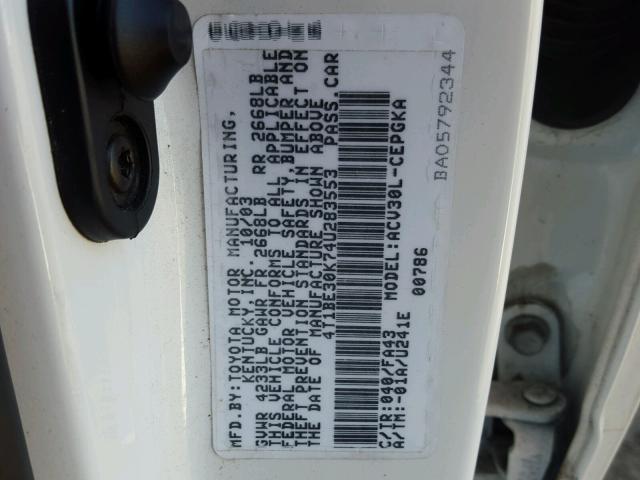 MFD.BY:TOYOTA MOTOR MANUFACTURING,
KENTUCKY,INC. 10/03
GVWR 4233LB GAWR FR 2668LB RR 2668LB
THIS VEHICLE CONFORMS TO ALL APPLICABLE
FEDERAL MOTOR VEHICLE SAFETY,BUMPER AND
THEFT PREVENTION STANDARDS IN EFFECT ON
THE DATE OF MANUFACTURE SHOWN ABOVE.
4T1BE30K74U283553 PASS.CAR
C/TR:040/FA43 MODEL:ACV30L-CEPGKA
A/TM:-01A/U241E 00786
BA05792344